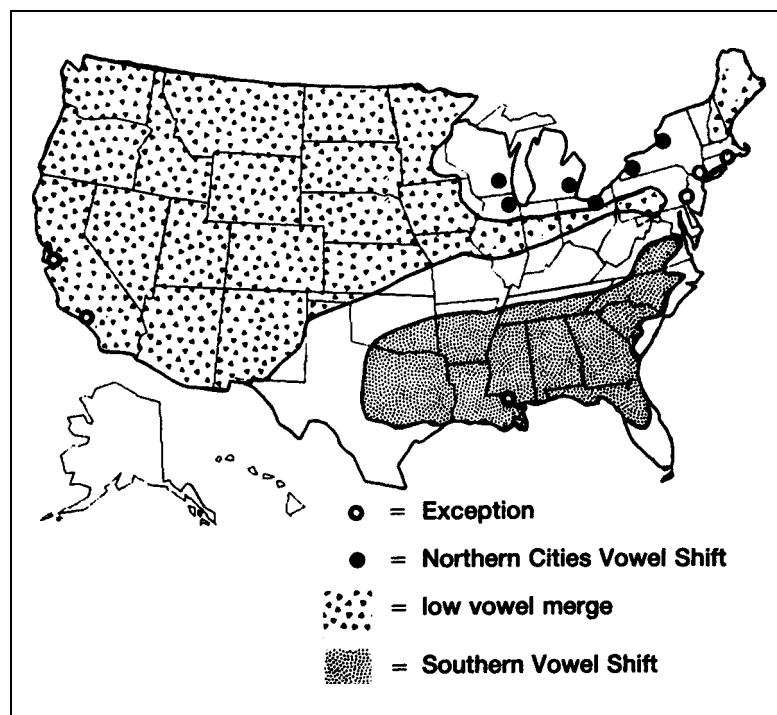 = Exception
= Northern Cities Vowel Shift
= low vowel merge
= Southern Vowel Shift